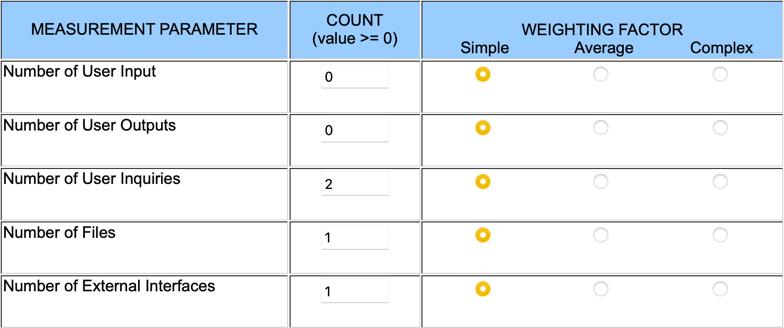 MEASUREMENT PARAMETER
COUNT
(value >= 0)
WEIGHTING FACTOR
Simple Average Complex
Number of User Input 0
Number of User Outputs 0
Number of User Inquiries 2
Number of Files 1
Number of External Interfaces 1